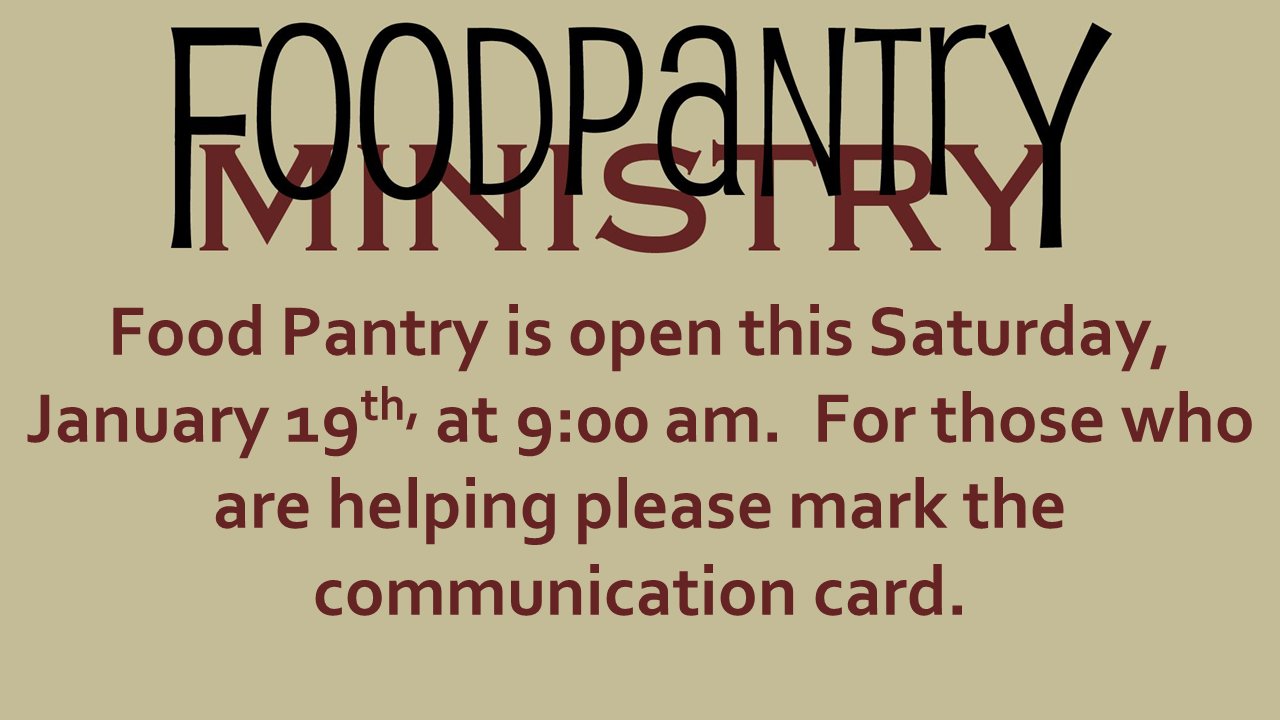 FOODPantry
MINISTRY
Food Pantry is open this Saturday,
January 19th, at 9:00 am.  For those who
are helping please mark the
communication card.